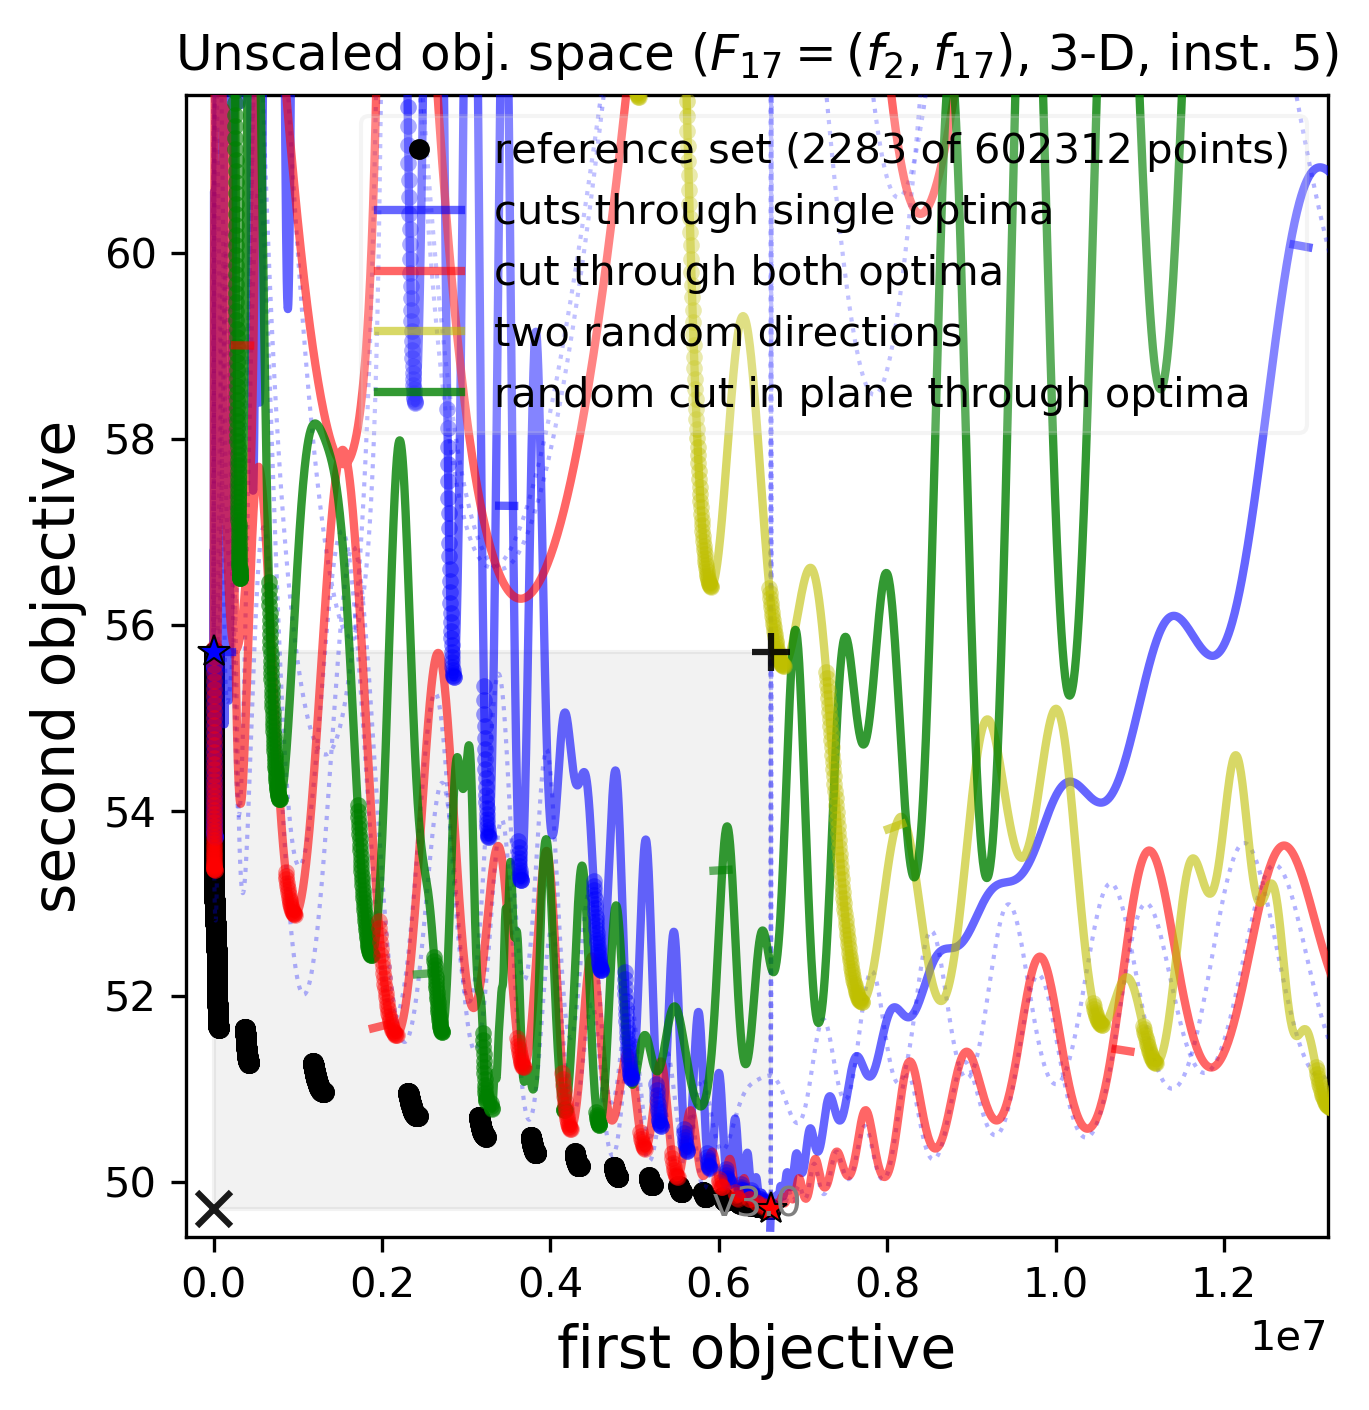 Unscaled obj. space (F₁₇ = (f₂, f₁₇), 3-D, inst. 5)
reference set (2283 of 602312 points)
cuts through single optima
cut through both optima
two random directions
random cut in plane through optima
second objective
60
58
56
54
52
50
v3.0
0.0 0.2 0.4 0.6 0.8 1.0 1.2
1e7
first objective